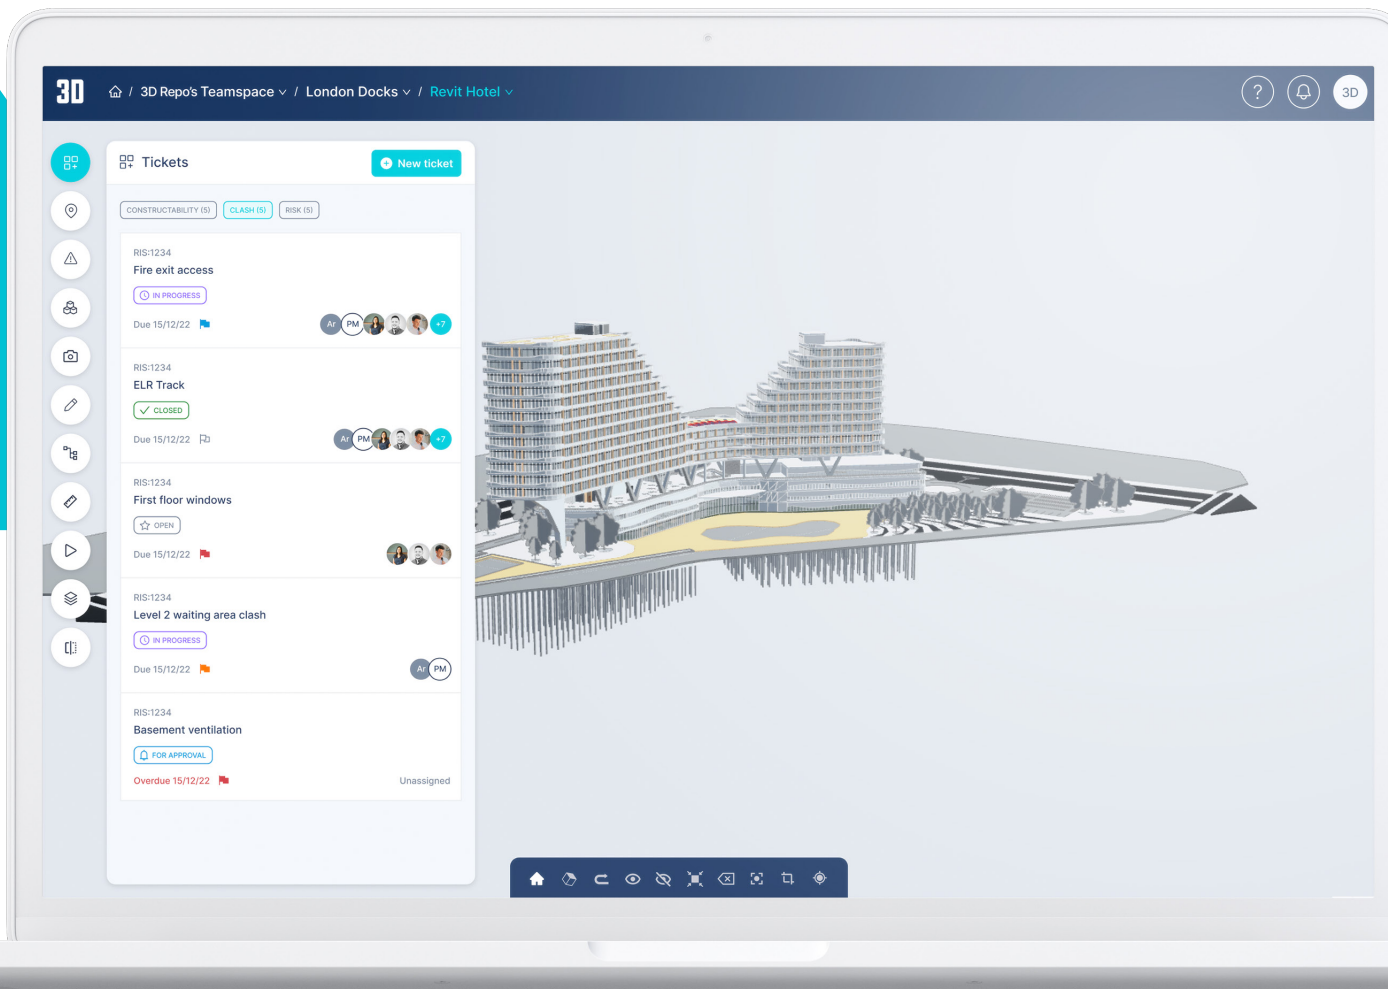 3D / 3D Repo's Teamspace / London Docks / Revit Hotel ? 3D
Tickets
New ticket
CONSTRUCTABILITY (5) CLASH (5) RISK (5)
RIS:1234
Fire exit access
IN PROGRESS
Due 15/12/22 Ar PM +7
RIS:1234
ELR Track
CLOSED
Due 15/12/22 Ar PM +7
RIS:1234
First floor windows
OPEN
Due 15/12/22
RIS:1234
Level 2 waiting area clash
IN PROGRESS
Due 15/12/22 Ar PM
RIS:1234
Basement ventilation
FOR APPROVAL
Overdue 15/12/22 Unassigned